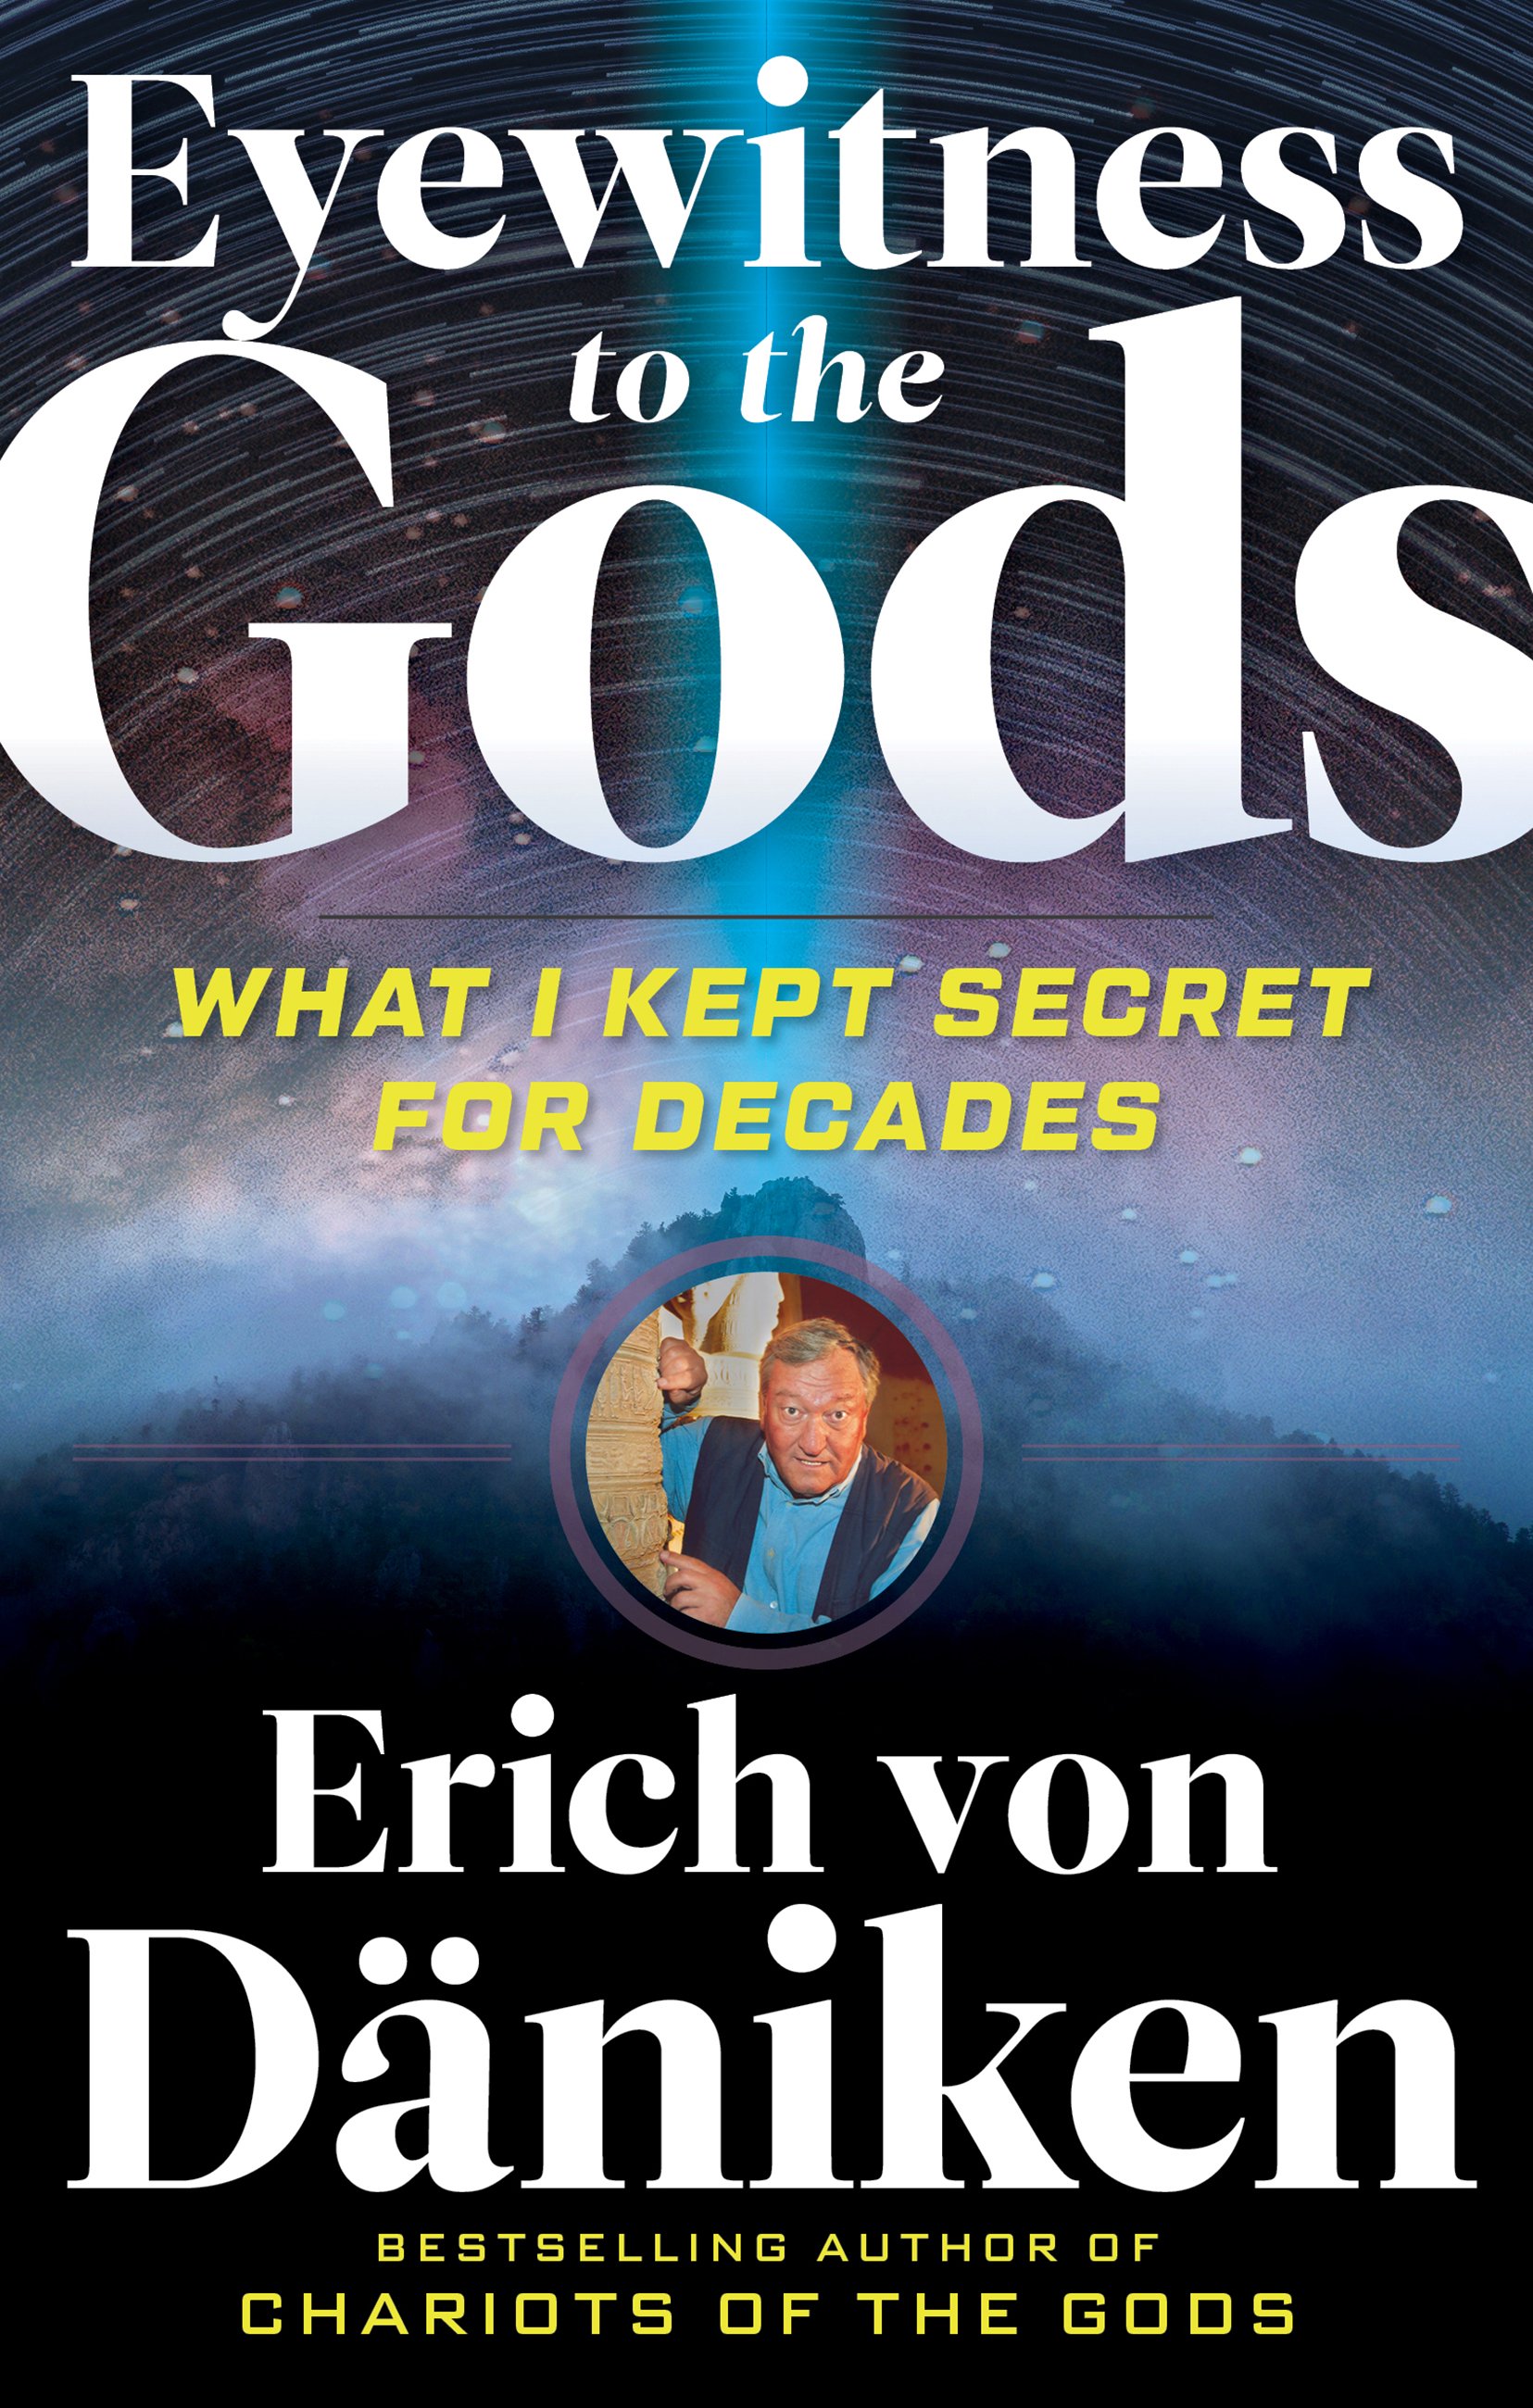 Eyewitness
to the
Gods
WHAT I KEPT SECRET
FOR DECADES
Erich von
Däniken
BESTSELLING AUTHOR OF
CHARIOTS OF THE GODS